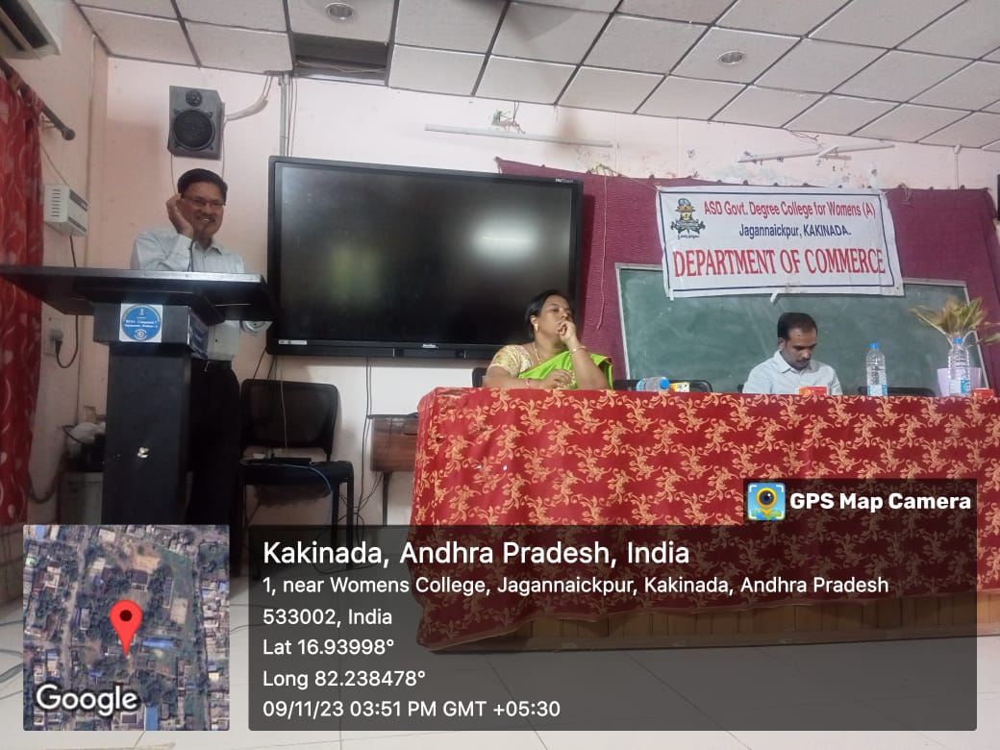 ASD Govt. Degree College for Womens (A)
Jagannaickpur, KAKINADA.
DEPARTMENT OF COMMERCE
GPS Map Camera
Kakinada, Andhra Pradesh, India
1, near Womens College, Jagannaickpur, Kakinada, Andhra Pradesh
533002, India
Lat 16.93998°
Long 82.238478°
09/11/23 03:51 PM GMT +05:30
Google